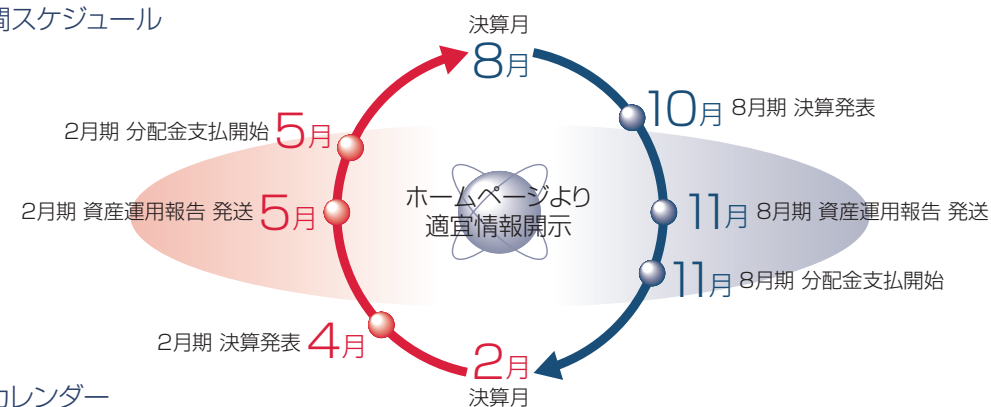 間スケジュール
決算月
8月
10月 8月期 決算発表
2月期 分配金支払開始 5月
ホームページより
適宜情報開示
2月期 資産運用報告 発送 5月
11月 8月期 資産運用報告 発送
11月 8月期 分配金支払開始
2月期 決算発表 4月
2月
決算月
カレンダー